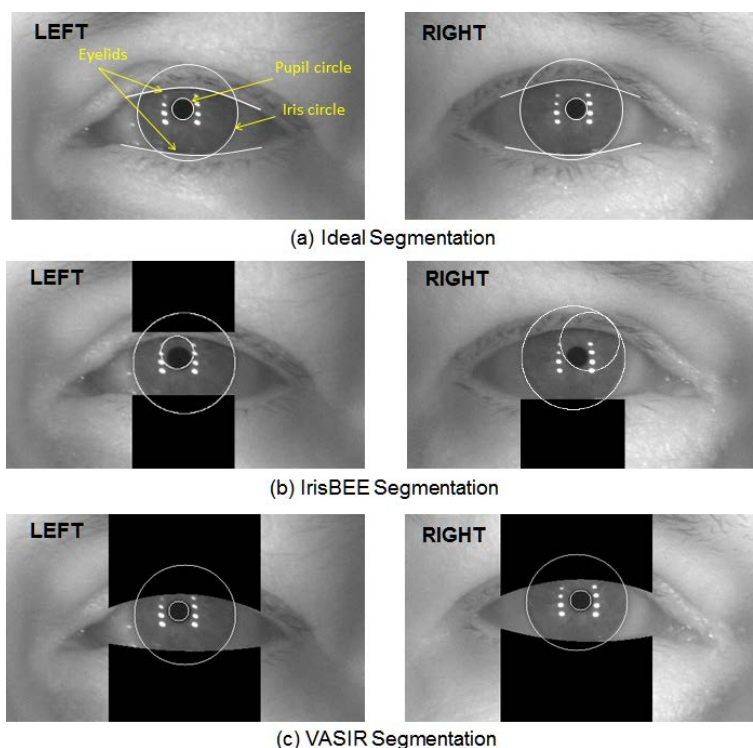 LEFT
RIGHT
Eyelids
Pupil circle
Iris circle
(a) Ideal Segmentation
LEFT
RIGHT
(b) IrisBEE Segmentation
LEFT
RIGHT
(c) VASIR Segmentation